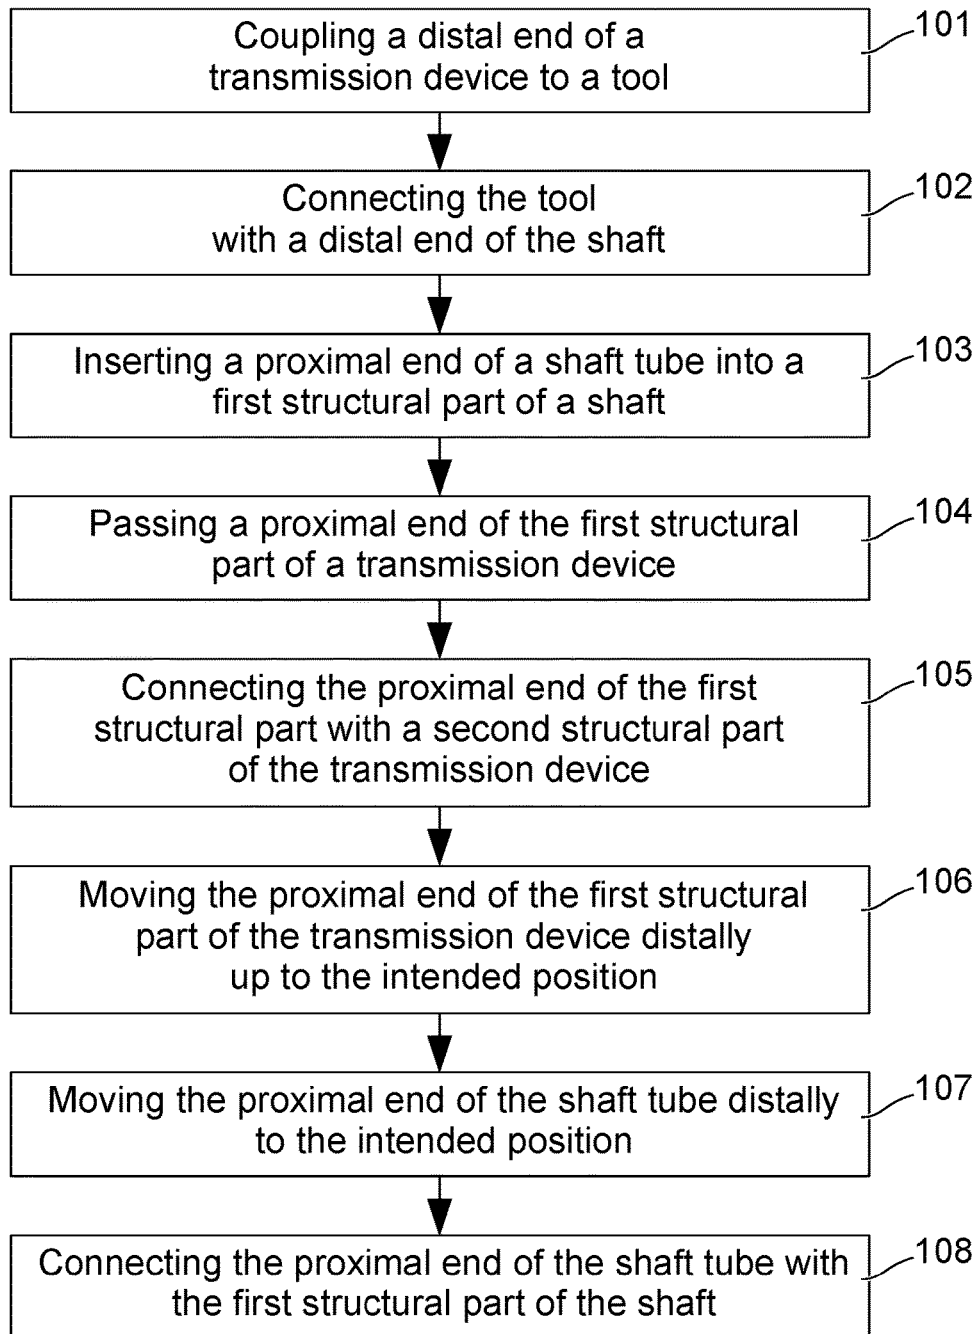 Coupling a distal end of a
transmission device to a tool
101
Connecting the tool
with a distal end of the shaft
102
Inserting a proximal end of a shaft tube into a
first structural part of a shaft
103
Passing a proximal end of the first structural
part of a transmission device
104
Connecting the proximal end of the first
structural part with a second structural part
of the transmission device
105
Moving the proximal end of the first structural
part of the transmission device distally
up to the intended position
106
Moving the proximal end of the shaft tube distally
to the intended position
107
Connecting the proximal end of the shaft tube with
the first structural part of the shaft
108